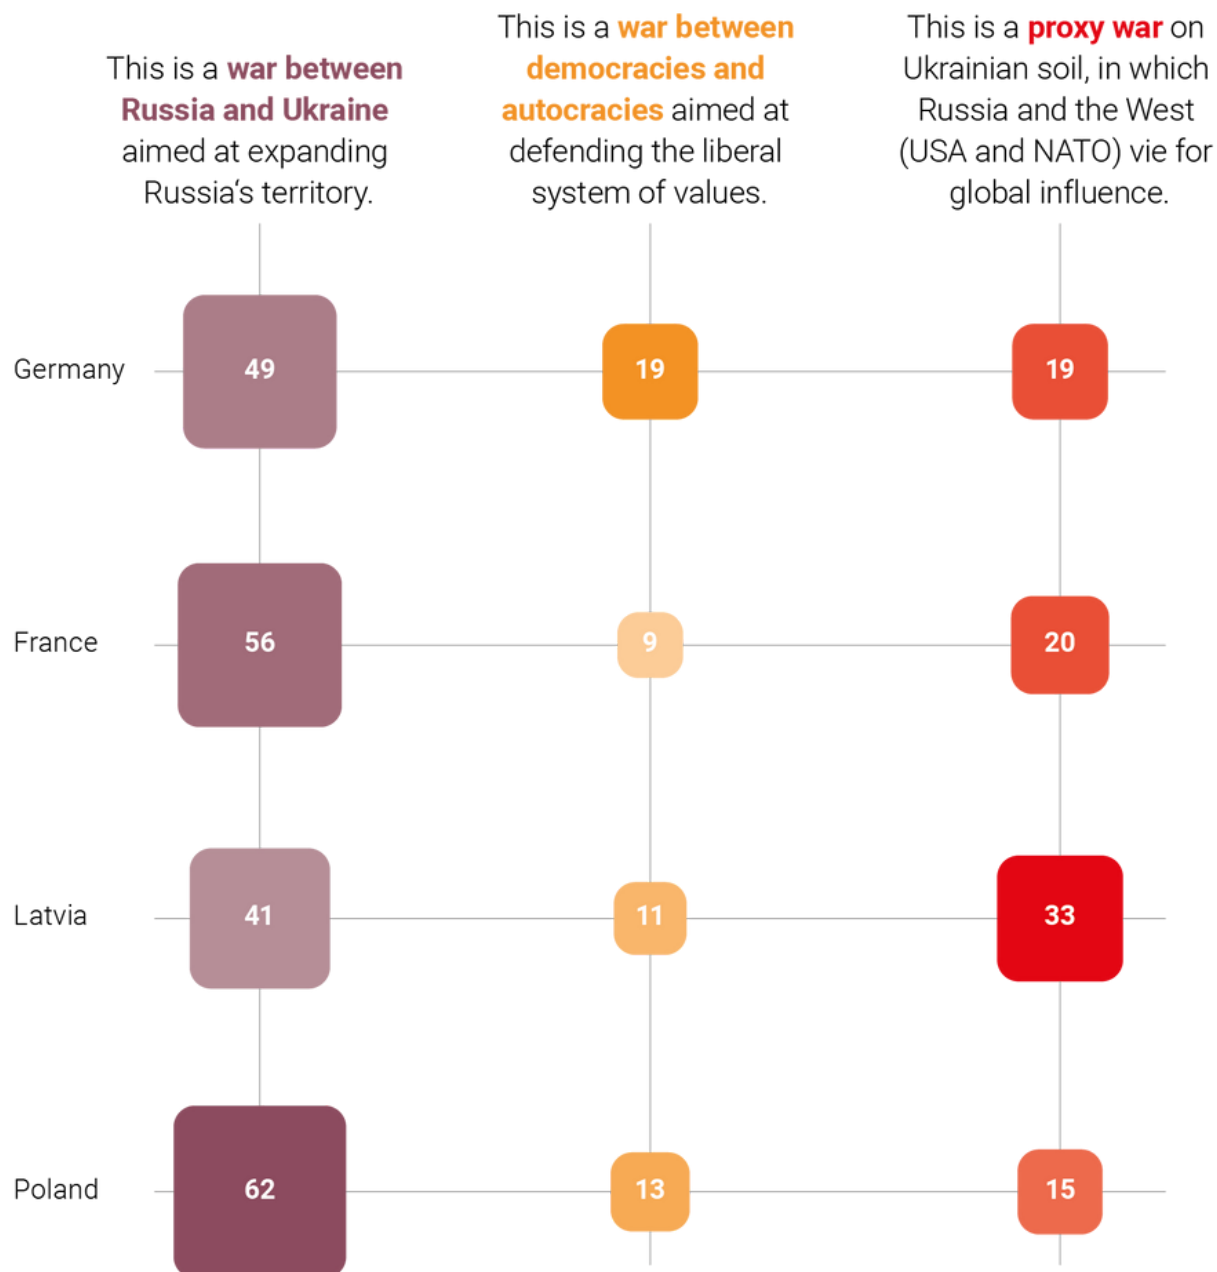 This is a war between
Russia and Ukraine
aimed at expanding
Russia‘s territory.
This is a war between
democracies and
autocracies aimed at
defending the liberal
system of values.
This is a proxy war on
Ukrainian soil, in which
Russia and the West
(USA and NATO) vie for
global influence.
Germany 49 19 19
France 56 9 20
Latvia 41 11 33
Poland 62 13 15